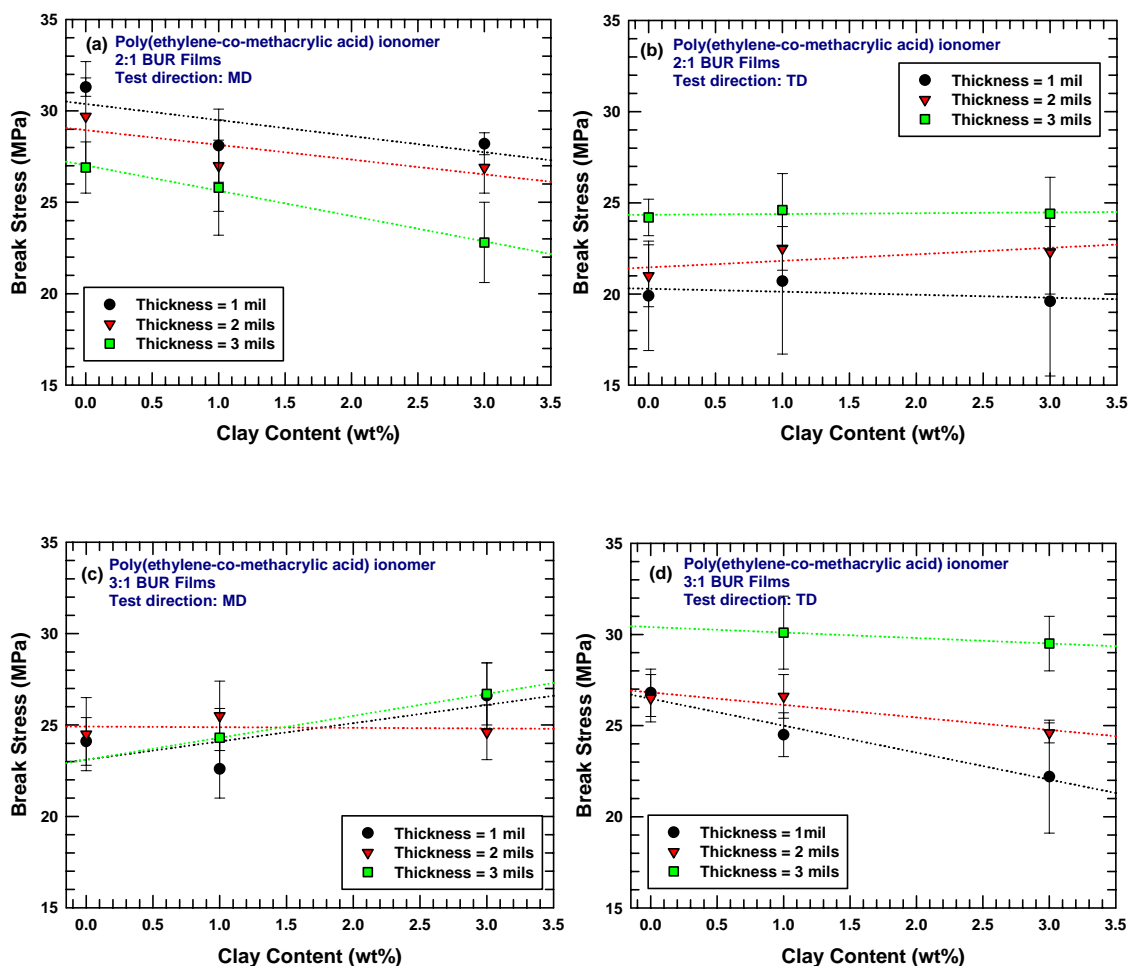 (a)
Poly(ethylene-co-methacrylic acid) ionomer
2:1 BUR Films
Test direction: MD
Break Stress (MPa)
35
30
25
20
15
Thickness = 1 mil
Thickness = 2 mils
Thickness = 3 mils
0.0 0.5 1.0 1.5 2.0 2.5 3.0 3.5
Clay Content (wt%)
(b)
Poly(ethylene-co-methacrylic acid) ionomer
2:1 BUR Films
Test direction: TD
Break Stress (MPa)
35
30
25
20
15
Thickness = 1 mil
Thickness = 2 mils
Thickness = 3 mils
0.0 0.5 1.0 1.5 2.0 2.5 3.0 3.5
Clay Content (wt%)
(c)
Poly(ethylene-co-methacrylic acid) ionomer
3:1 BUR Films
Test direction: MD
Break Stress (MPa)
35
30
25
20
15
Thickness = 1 mil
Thickness = 2 mils
Thickness = 3 mils
0.0 0.5 1.0 1.5 2.0 2.5 3.0 3.5
Clay Content (wt%)
(d)
Poly(ethylene-co-methacrylic acid) ionomer
3:1 BUR Films
Test direction: TD
Break Stress (MPa)
35
30
25
20
15
Thickness = 1mil
Thickness = 2 mils
Thickness = 3 mils
0.0 0.5 1.0 1.5 2.0 2.5 3.0 3.5
Clay Content (wt%)